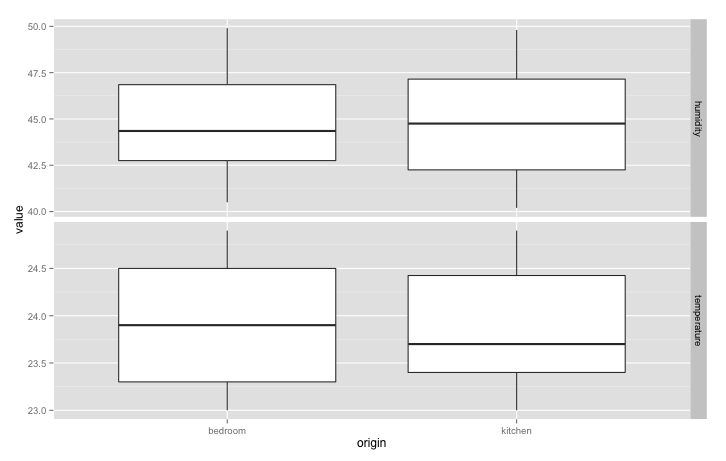 50.0
47.5
45.0
42.5
40.0
humidity
value
24.5
24.0
23.5
23.0
temperature
bedroom
kitchen
origin